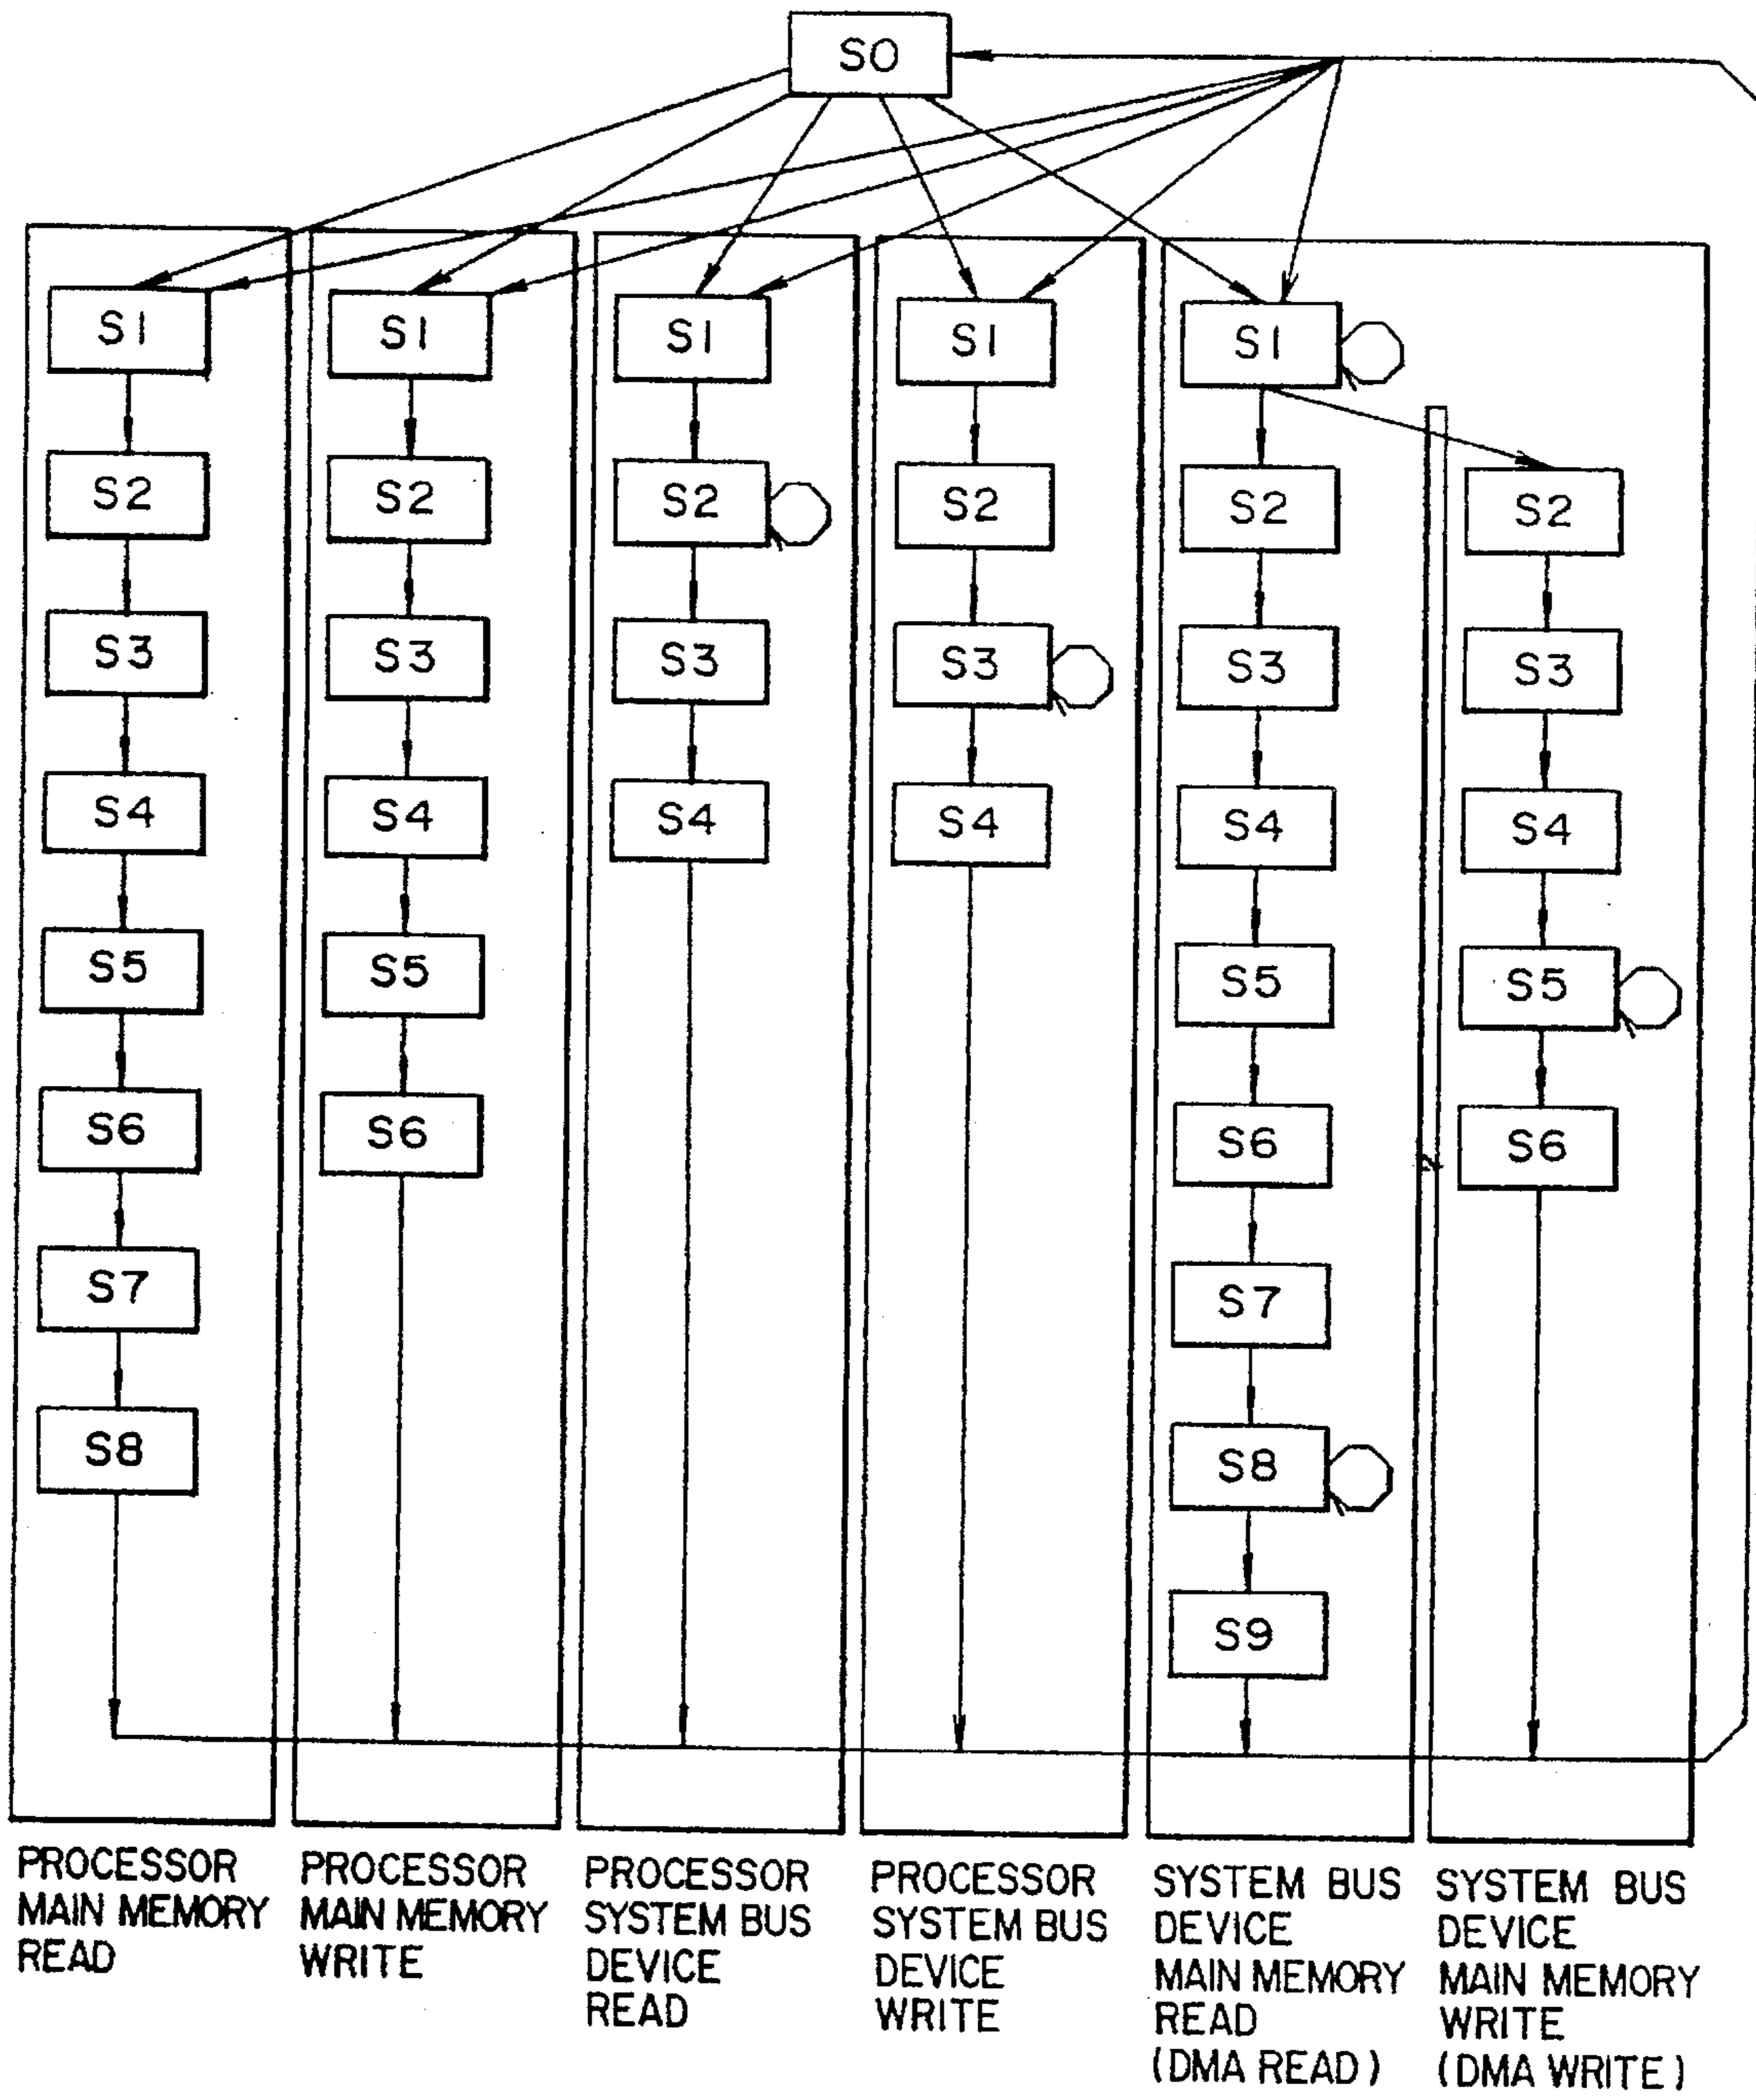 S0
S1 S1 S1 S1 S1
S2 S2 S2 S2 S2 S2
S3 S3 S3 S3 S3 S3
S4 S4 S4 S4 S4 S4
S5 S5 S5 S5
S6 S6 S6 S6
S7 S7
S8 S8
S9
PROCESSOR
MAIN MEMORY
READ
PROCESSOR
MAIN MEMORY
WRITE
PROCESSOR
SYSTEM BUS
DEVICE
READ
PROCESSOR
SYSTEM BUS
DEVICE
WRITE
SYSTEM BUS
DEVICE
MAIN MEMORY
READ
(DMA READ)
SYSTEM BUS
DEVICE
MAIN MEMORY
WRITE
(DMA WRITE)